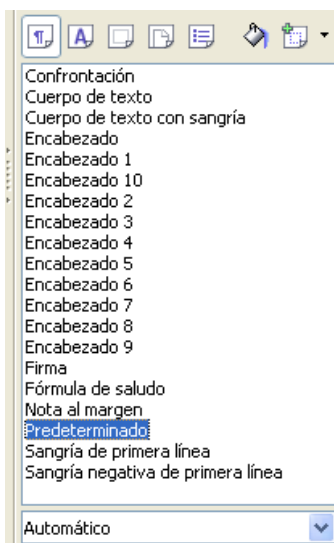 Confrontación
Cuerpo de texto
Cuerpo de texto con sangría
Encabezado
Encabezado 1
Encabezado 10
Encabezado 2
Encabezado 3
Encabezado 4
Encabezado 5
Encabezado 6
Encabezado 7
Encabezado 8
Encabezado 9
Firma
Fórmula de saludo
Nota al margen
Predeterminado
Sangría de primera línea
Sangría negativa de primera línea
Automático